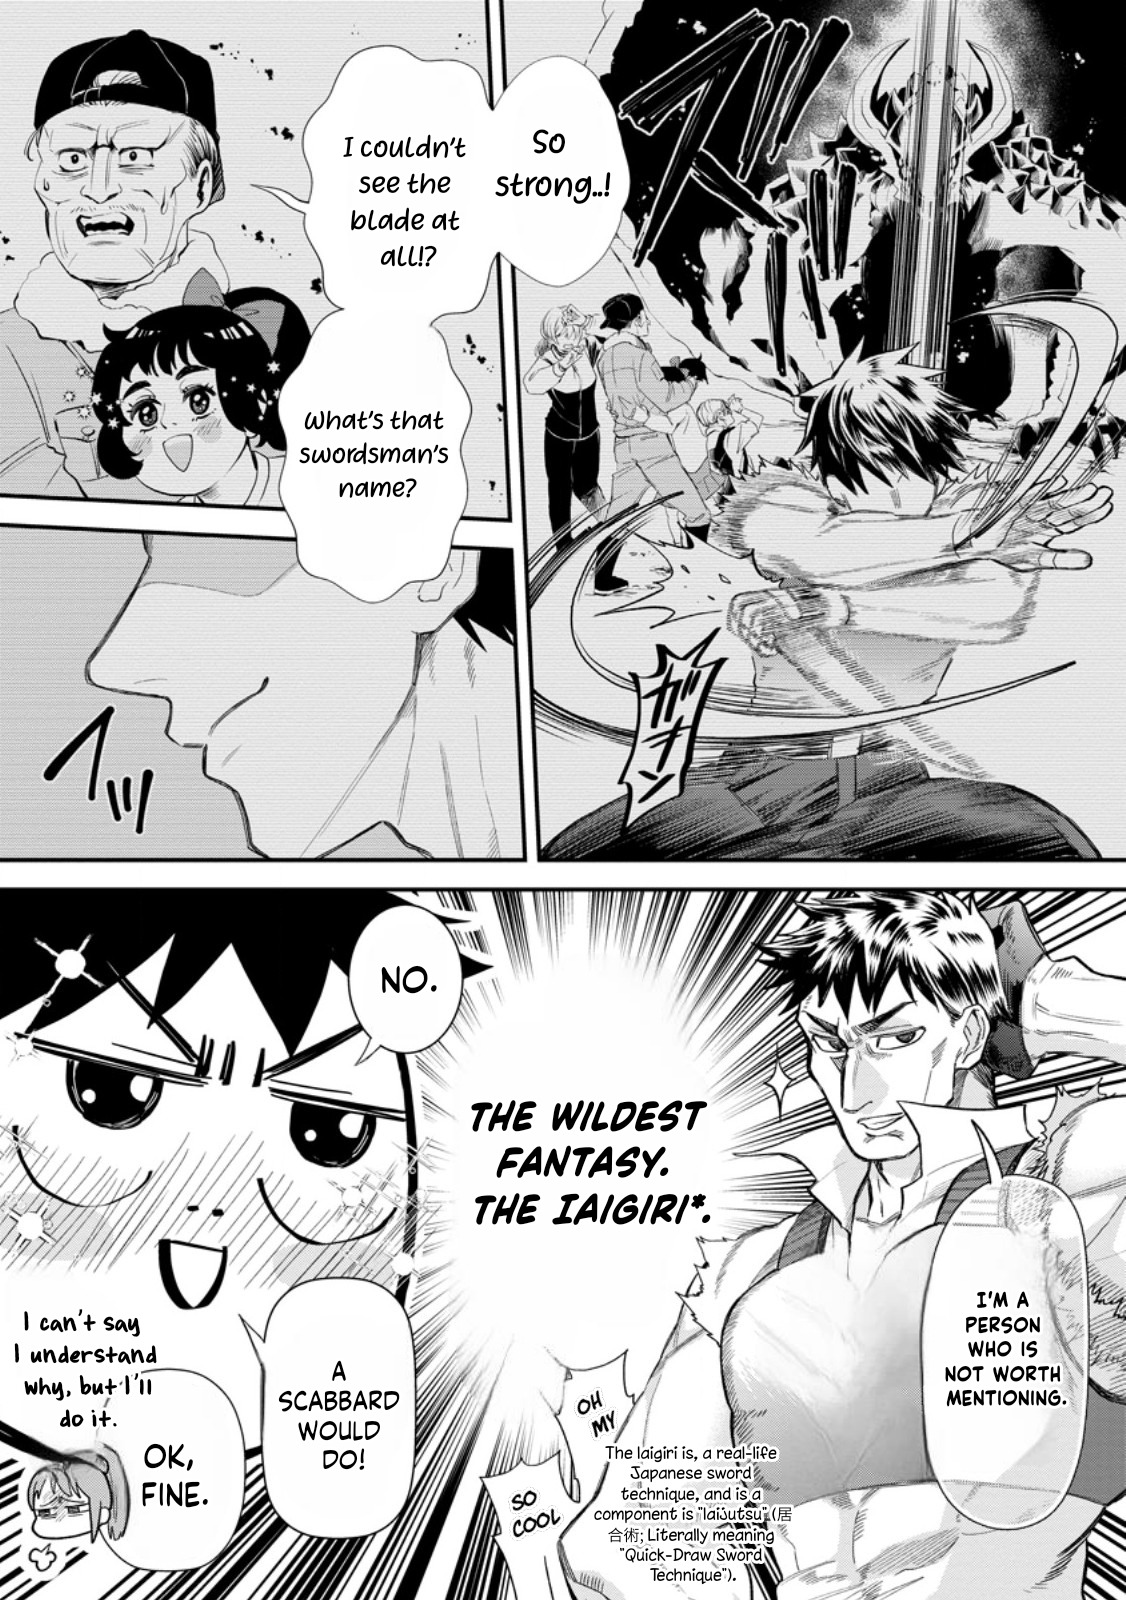 ズバ
So
strong..!
I couldn't
see the
blade at
all!?
What's that
swordsman's
name?
ガキン
NO.
THE WILDEST
FANTASY.
THE IAIGIRI*.
I'M A
PERSON
WHO IS
NOT WORTH
MENTIONING.
OH
MY
SO
COOL
The Iaigiri is, a real-life
Japanese sword
technique, and is a
component is "Iaijutsu" (居
合術; Literally meaning
"Quick-Draw Sword
Technique").
A
SCABBARD
WOULD
DO!
I can't say
I understand
why, but I'll
do it.
OK,
FINE.